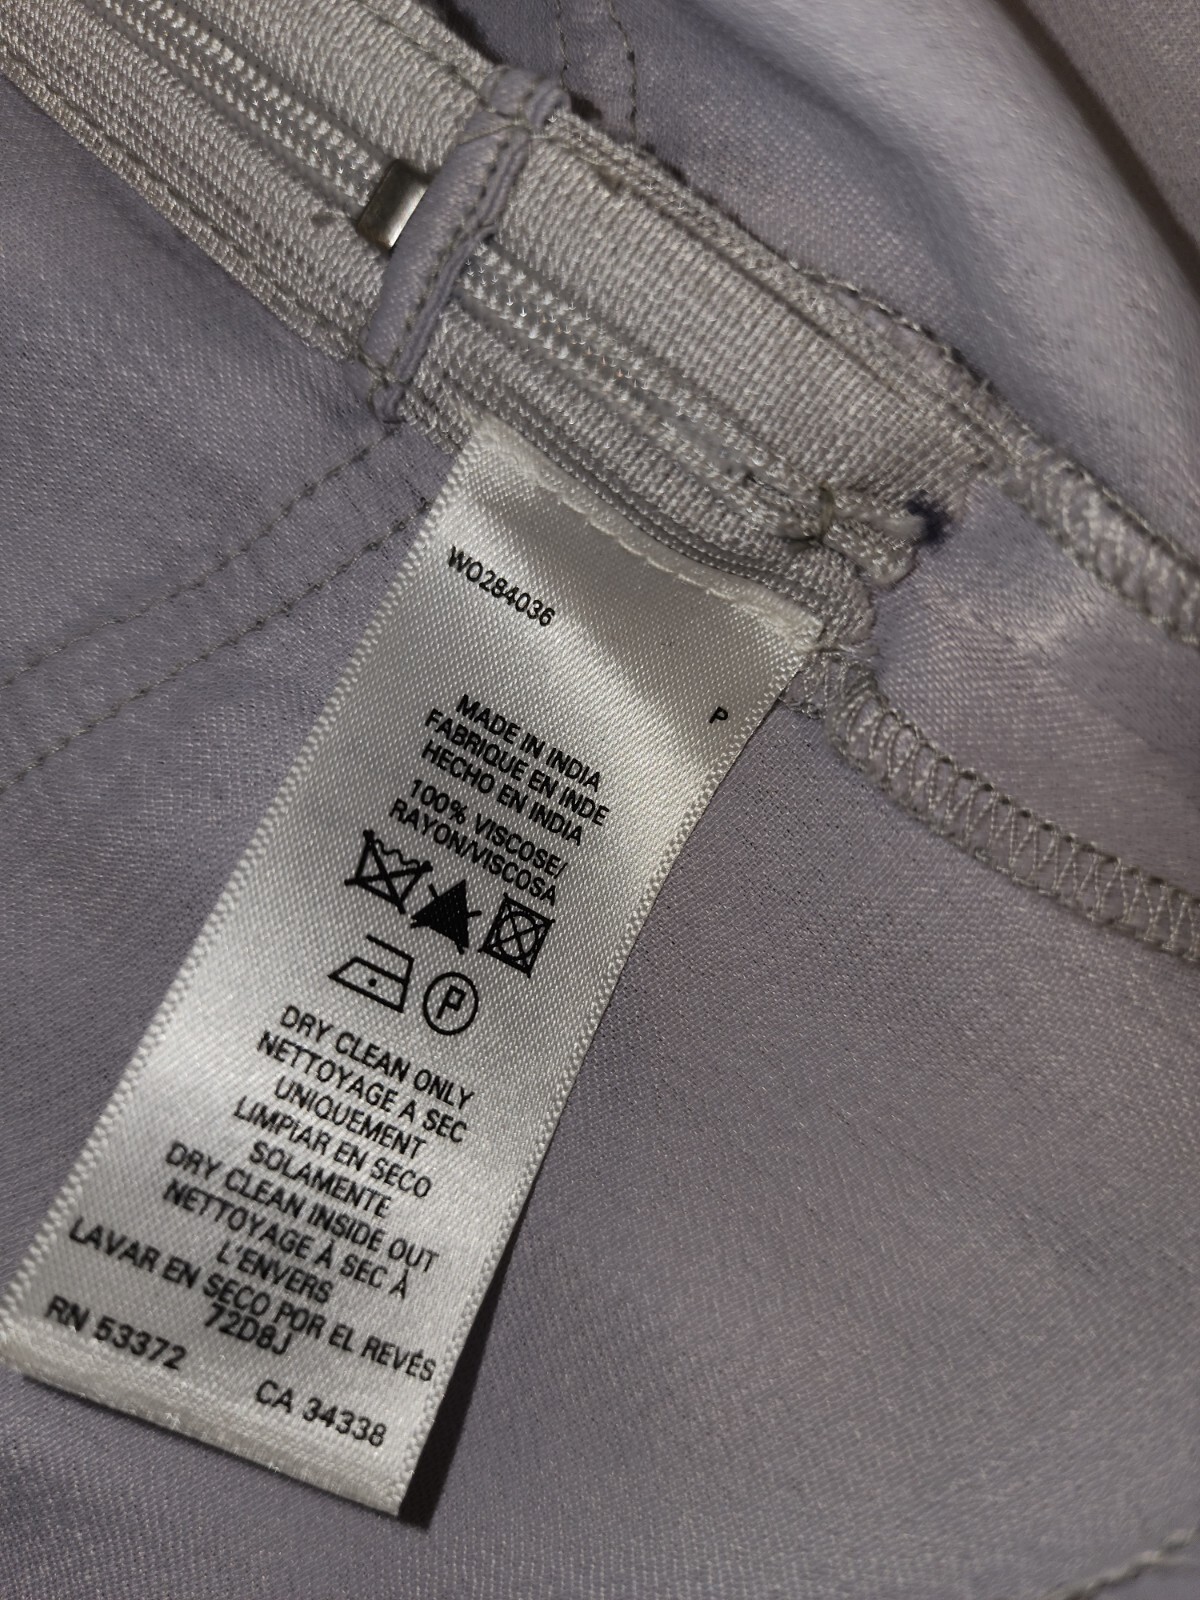 W0284036
P
MADE IN INDIA
FABRIQUE EN INDE
HECHO EN INDIA
100% VISCOSE/
RAYON/VISCOSA
P
DRY CLEAN ONLY
NETTOYAGE À SEC
UNIQUEMENT
LIMPIAR EN SECO
SOLAMENTE
DRY CLEAN INSIDE OUT
NETTOYAGE À SEC À
L'ENVERS
LAVAR EN SECO POR EL REVÉS
72D8J
RN 53372 CA 34338